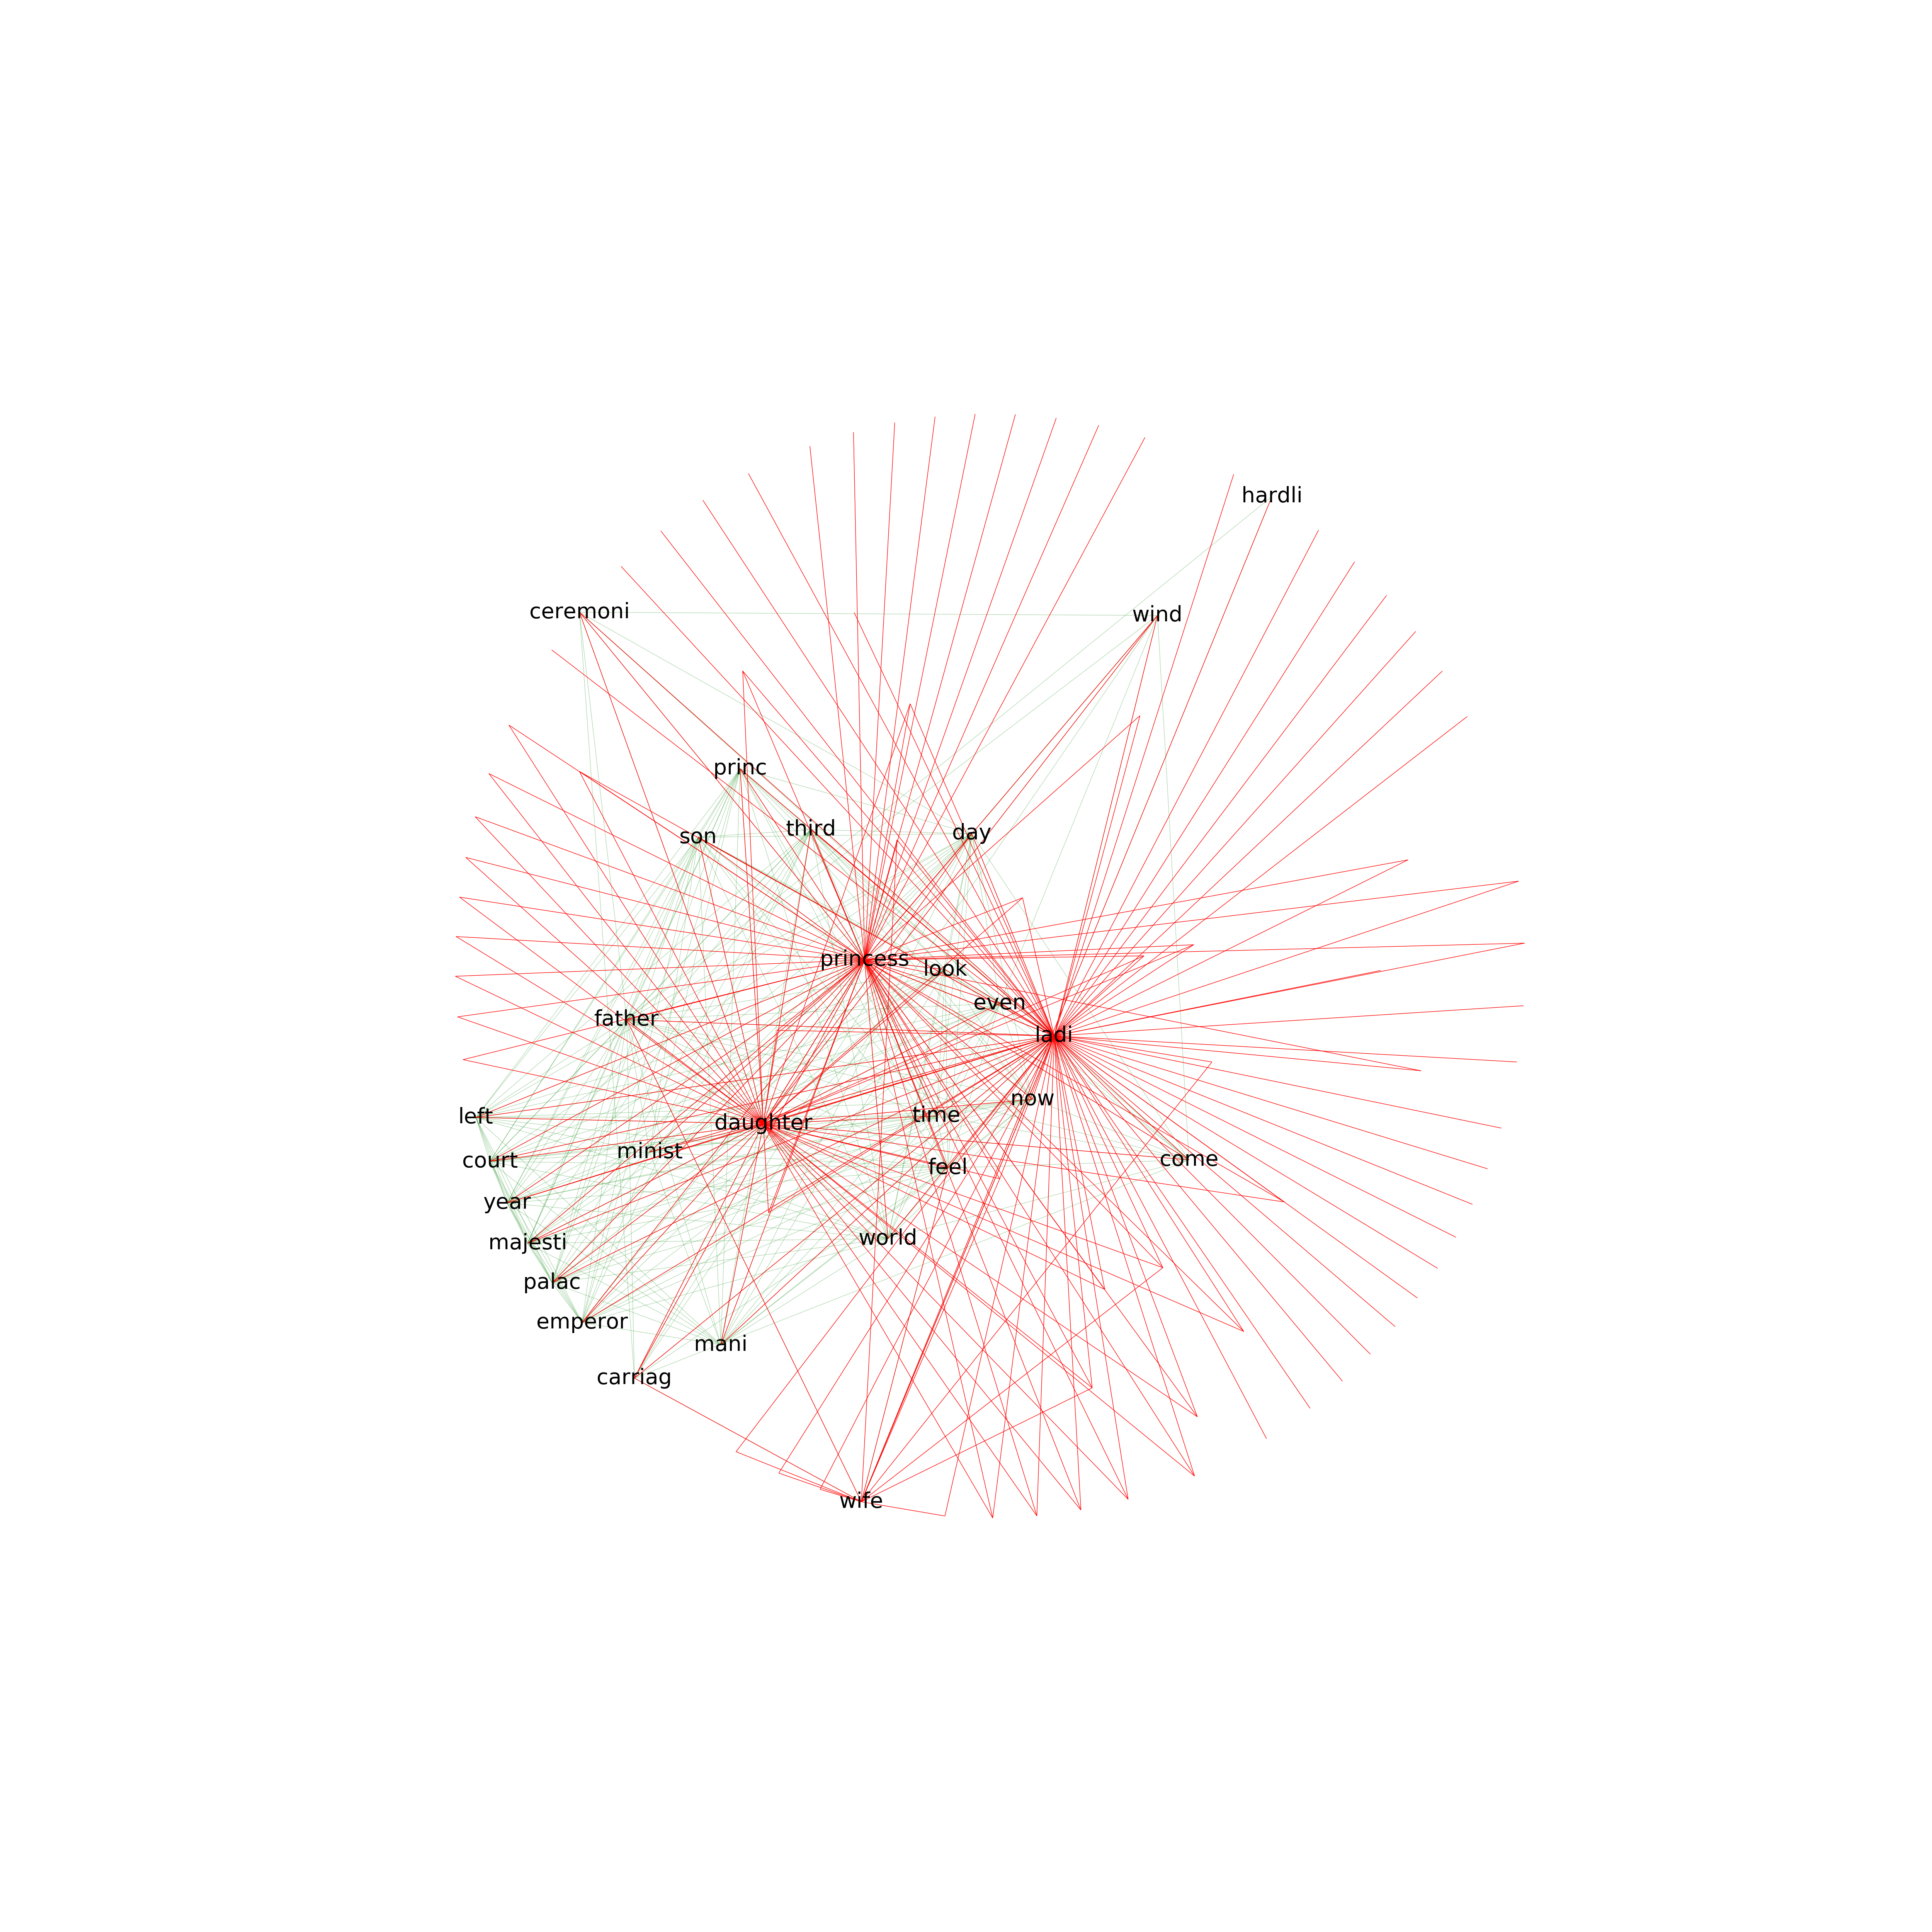 hardli
ceremoni
wind
princ
son
third
day
princess
look
even
father
ladi
now
left
daughter
time
minist
court
feel
come
year
majesti
world
palac
emperor
mani
carriag
wife